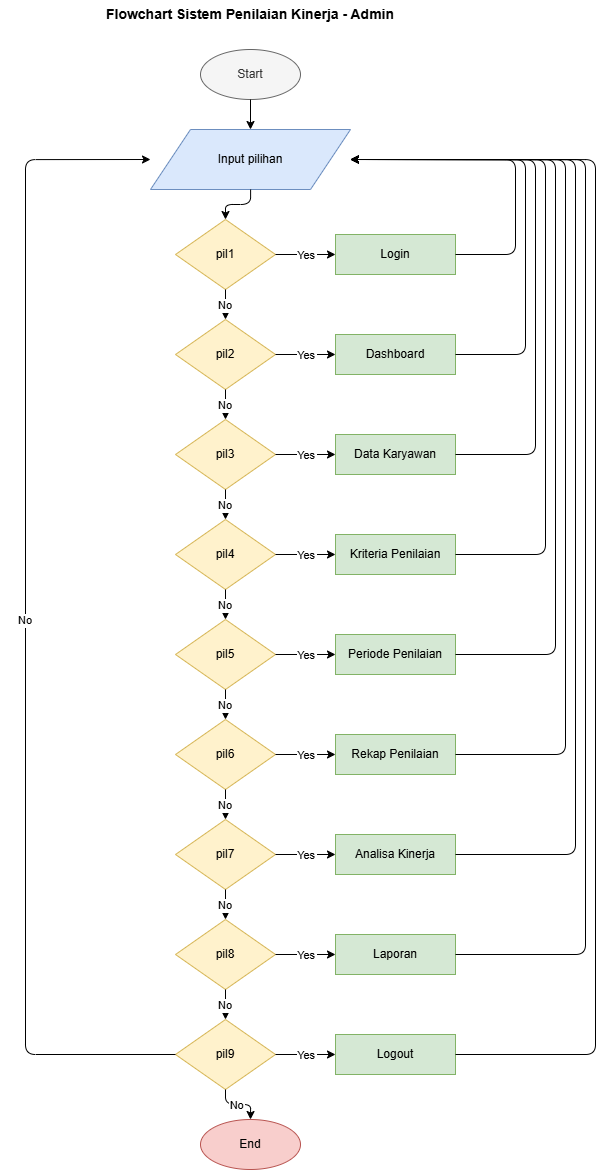 Flowchart Sistem Penilaian Kinerja - Admin
Start
Input pilihan
pil1
Yes
Login
No
pil2
Yes
Dashboard
No
pil3
Yes
Data Karyawan
No
pil4
Yes
Kriteria Penilaian
No
No
pil5
Yes
Periode Penilaian
No
pil6
Yes
Rekap Penilaian
No
pil7
Yes
Analisa Kinerja
No
pil8
Yes
Laporan
No
pil9
Yes
Logout
No
End